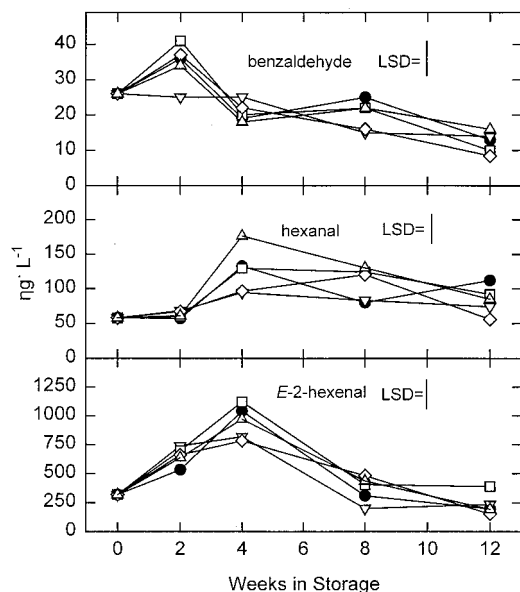 benzaldehyde LSD=
40
30
20
10
0
hexanal LSD=
200
150
100
50
0
E-2-hexenal LSD=
1250
1000
750
500
250
0
ηg· L⁻¹
0 2 4 6 8 10 12
Weeks in Storage